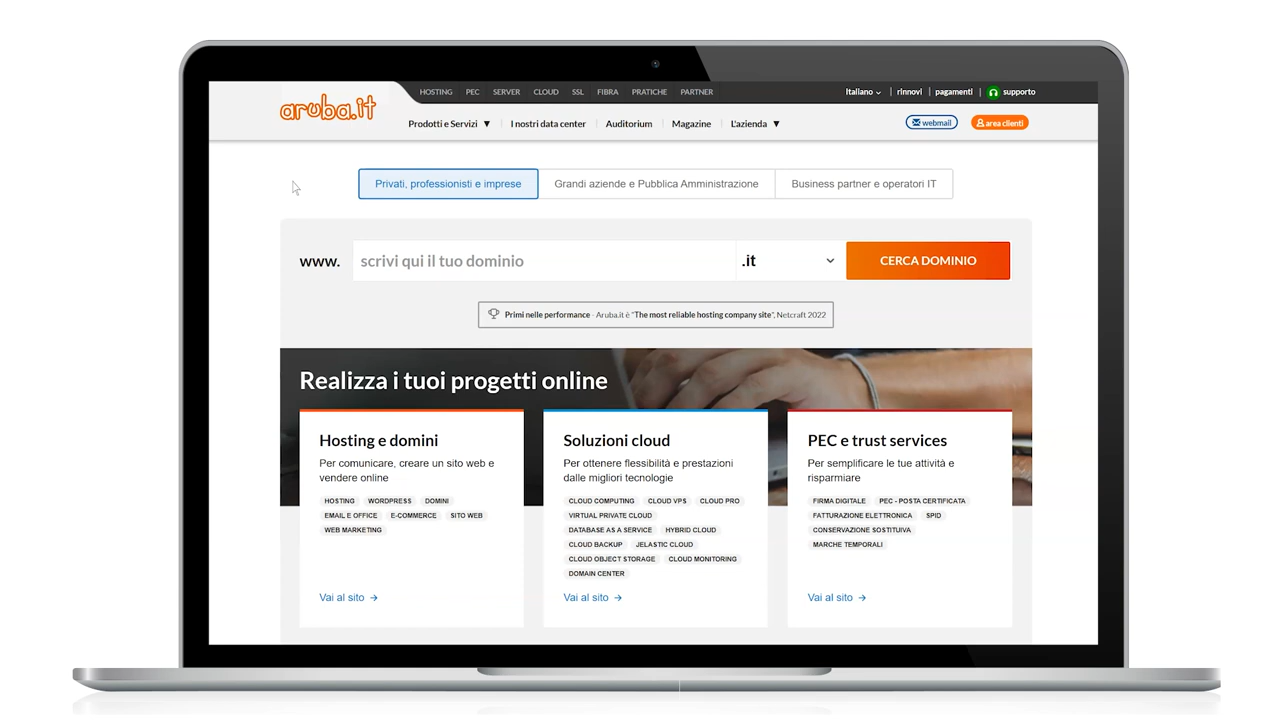 aruba.it
HOSTING PEC SERVER CLOUD SSL FIBRA PRATICHE PARTNER
Italiano | rinnovi | pagamenti | supporto
Prodotti e Servizi ▼ I nostri data center Auditorium Magazine L'azienda ▼
webmail area clienti
Privati, professionisti e imprese Grandi aziende e Pubblica Amministrazione Business partner e operatori IT
www. scrivi qui il tuo dominio .it CERCA DOMINIO
Primi nelle performance - Aruba.it è "The most reliable hosting company site", Netcraft 2022
Realizza i tuoi progetti online
Hosting e domini
Per comunicare, creare un sito web e
vendere online
HOSTING WORDPRESS DOMINI
EMAIL E OFFICE E-COMMERCE SITO WEB
WEB MARKETING
Vai al sito →
Soluzioni cloud
Per ottenere flessibilità e prestazioni
dalle migliori tecnologie
CLOUD COMPUTING CLOUD VPS CLOUD PRO
VIRTUAL PRIVATE CLOUD
DATABASE AS A SERVICE HYBRID CLOUD
CLOUD BACKUP JELASTIC CLOUD
CLOUD OBJECT STORAGE CLOUD MONITORING
DOMAIN CENTER
Vai al sito →
PEC e trust services
Per semplificare le tue attività e
risparmiare
FIRMA DIGITALE PEC - POSTA CERTIFICATA
FATTURAZIONE ELETTRONICA SPID
CONSERVAZIONE SOSTITUIVA
MARCHE TEMPORALI
Vai al sito →